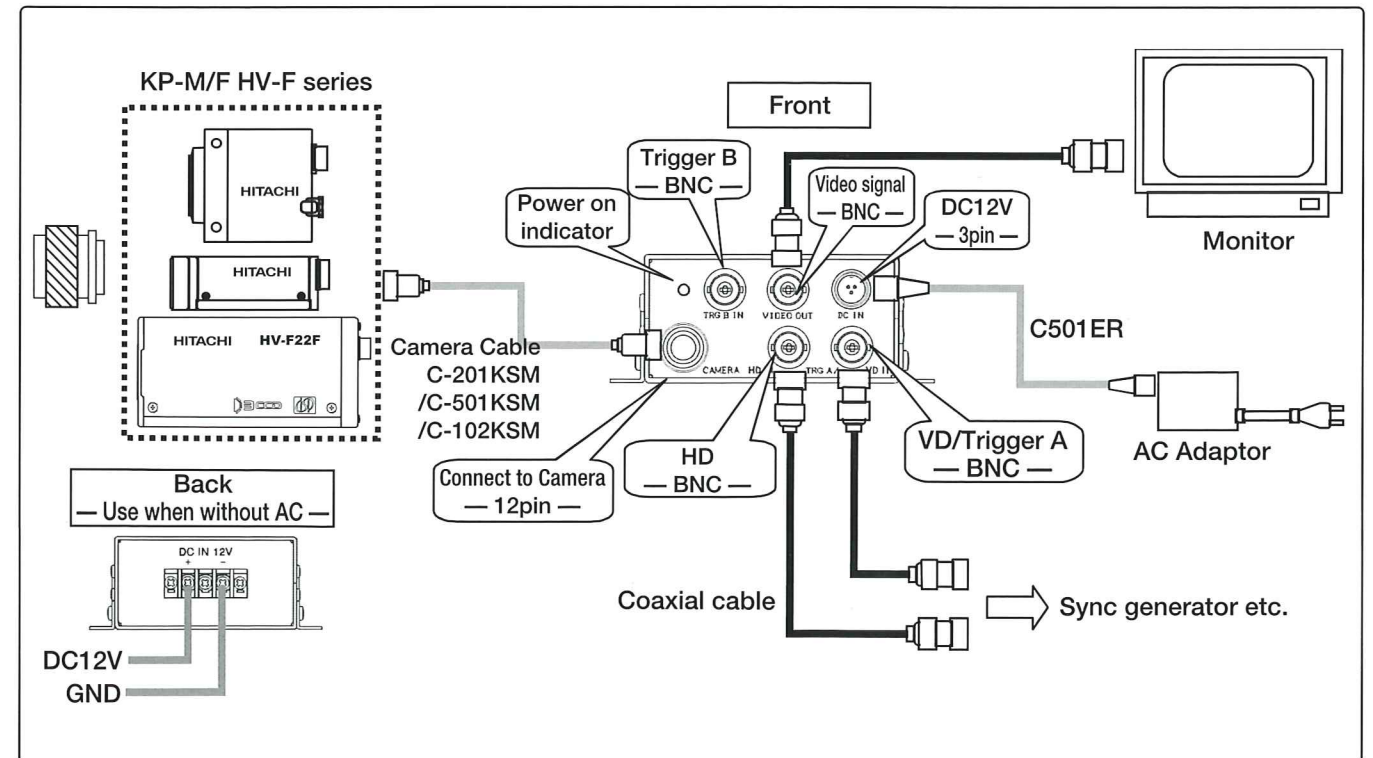 KP-M/F HV-F series
HITACHI
HITACHI
HITACHI HV-F22F
Front
Trigger B
— BNC —
Video signal
— BNC —
DC12V
— 3pin —
Power on
indicator
Monitor
TRG B IN VIDEO OUT DC IN
CAMERA HD TRG A/ VD I
C501ER
Camera Cable
C-201KSM
/C-501KSM
/C-102KSM
AC Adaptor
HD
— BNC —
VD/Trigger A
— BNC —
Connect to Camera
— 12pin —
Back
— Use when without AC —
DC IN 12V
+ −
DC12V
GND
Coaxial cable
Sync generator etc.